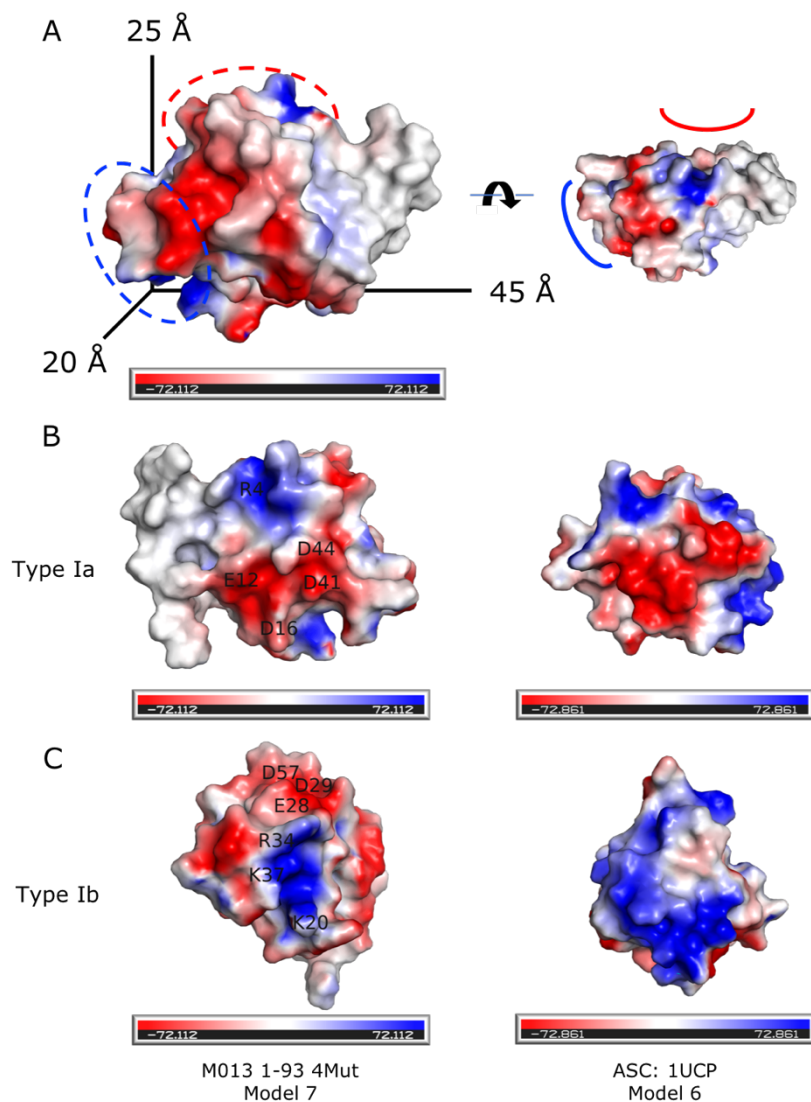 A
25 Å
45 Å
20 Å
-72.112 72.112
B
Type Ia
R4
D44
E12
D41
D16
-72.112 72.112
-72.861 72.861
C
Type Ib
D57
D29
E28
R34
K37
K20
-72.112 72.112
-72.861 72.861
M013 1-93 4Mut
Model 7
ASC: 1UCP
Model 6